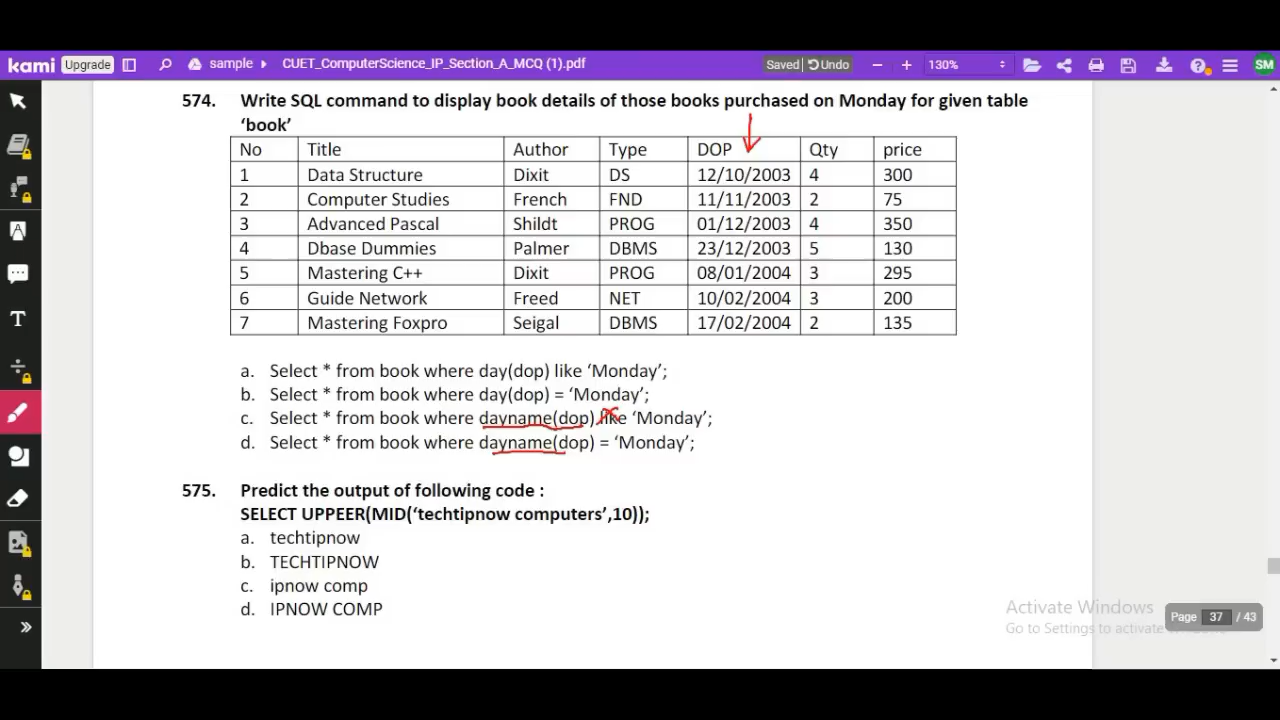 kami Upgrade sample CUET_ComputerScience_IP_Section_A_MCQ (1).pdf Saved Undo 130% SM
574. Write SQL command to display book details of those books purchased on Monday for given table
‘book’
No Title Author Type DOP Qty price
1 Data Structure Dixit DS 12/10/2003 4 300
2 Computer Studies French FND 11/11/2003 2 75
3 Advanced Pascal Shildt PROG 01/12/2003 4 350
4 Dbase Dummies Palmer DBMS 23/12/2003 5 130
5 Mastering C++ Dixit PROG 08/01/2004 3 295
6 Guide Network Freed NET 10/02/2004 3 200
7 Mastering Foxpro Seigal DBMS 17/02/2004 2 135
a. Select * from book where day(dop) like ‘Monday’;
b. Select * from book where day(dop) = ‘Monday’;
c. Select * from book where dayname(dop) like ‘Monday’;
d. Select * from book where dayname(dop) = ‘Monday’;
575. Predict the output of following code :
SELECT UPPEER(MID(‘techtipnow computers’,10));
a. techtipnow
b. TECHTIPNOW
c. ipnow comp
d. IPNOW COMP
Activate Windows
Go to Settings to activate
Page 37 / 43